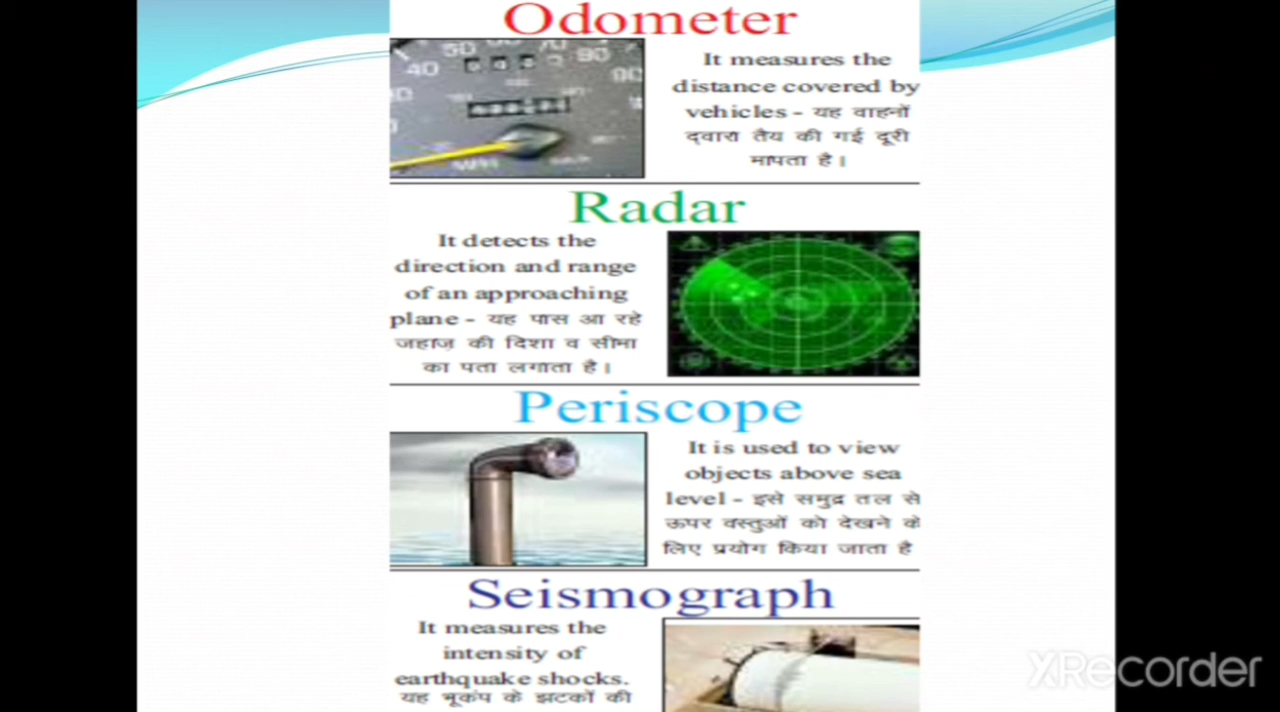 Odometer
It measures the
distance covered by
vehicles - यह वाहनों
द्वारा तैय की गई दूरी
मापता है।
Radar
It detects the
direction and range
of an approaching
plane - यह पास आ रहे
जहाज़ की दिशा व सीमा
का पता लगाता है।
Periscope
It is used to view
objects above sea
level - इसे समुद्र तल से
ऊपर वस्तुओं को देखने के
लिए प्रयोग किया जाता है
Seismograph
It measures the
intensity of
earthquake shocks.
यह भूकंप के झटकों की
XRecorder